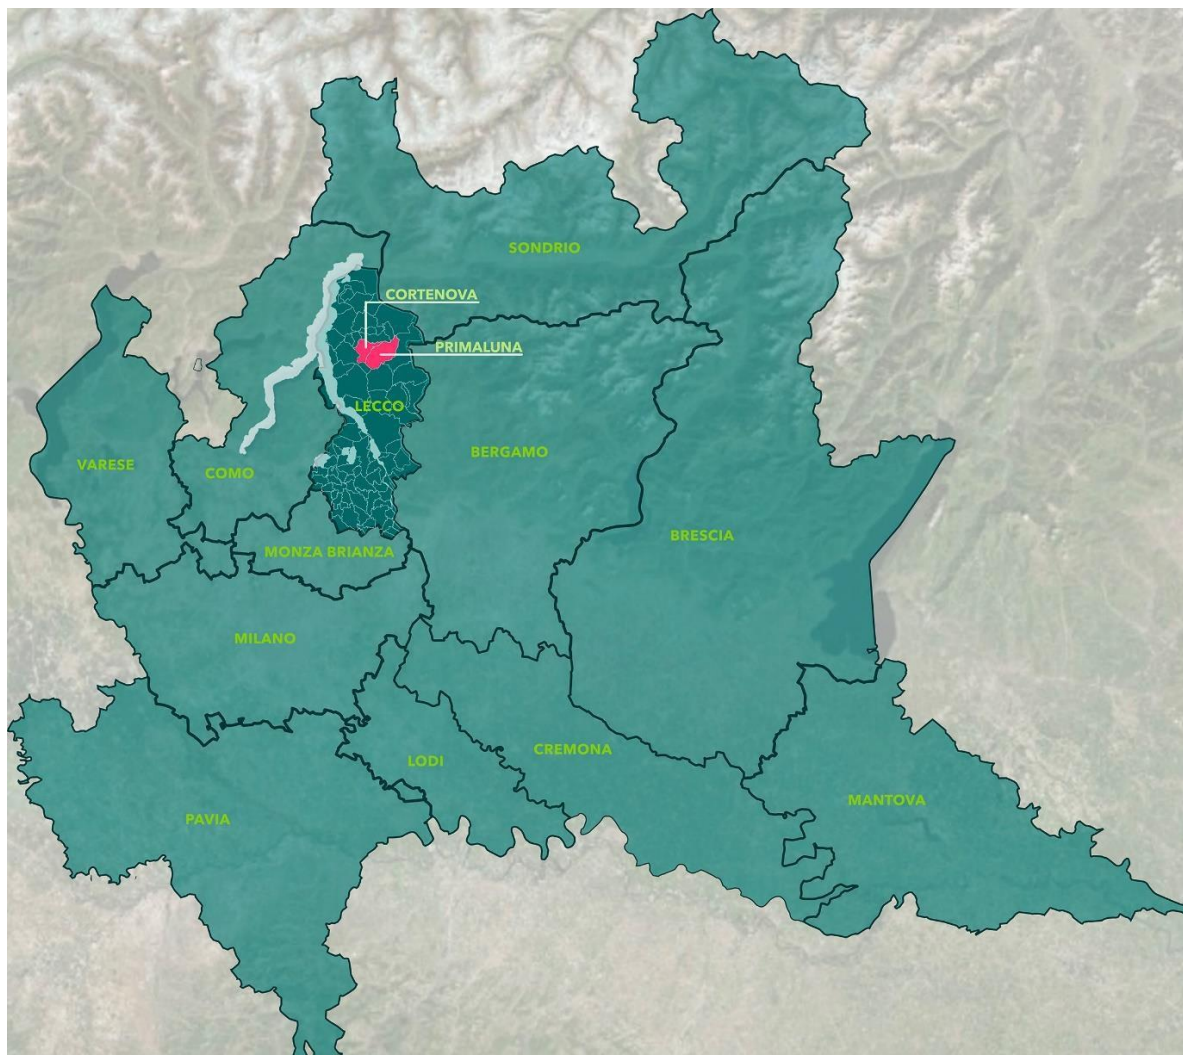 SONDRIO
CORTENOVA
PRIMALUNA
LECCO
BERGAMO
VARESE
COMO
BRESCIA
MONZA BRIANZA
MILANO
CREMONA
LODI
MANTOVA
PAVIA